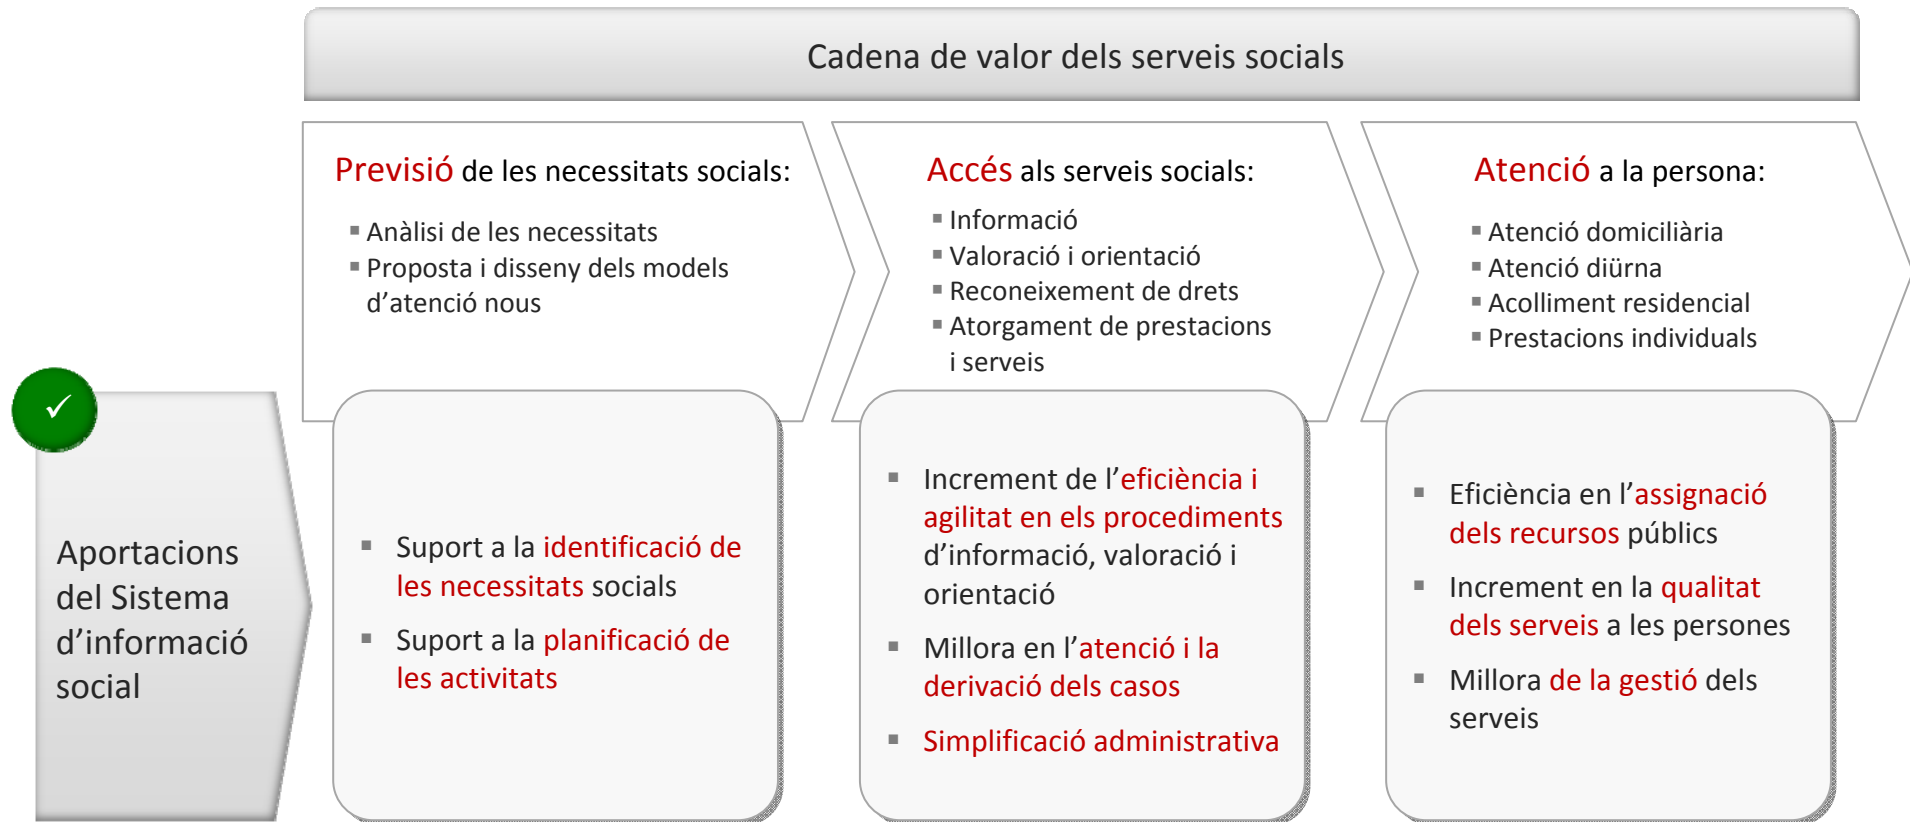 Cadena de valor dels serveis socials
Previsió de les necessitats socials:
▪ Anàlisi de les necessitats
▪ Proposta i disseny dels models
d’atenció nous
Accés als serveis socials:
▪ Informació
▪ Valoració i orientació
▪ Reconeixement de drets
▪ Atorgament de prestacions
i serveis
Atenció a la persona:
▪ Atenció domiciliària
▪ Atenció diürna
▪ Acolliment residencial
▪ Prestacions individuals
Aportacions
del Sistema
d’informació
social
▪ Suport a la identificació de
les necessitats socials
▪ Suport a la planificació de
les activitats
▪ Increment de l’eficiència i
agilitat en els procediments
d’informació, valoració i
orientació
▪ Millora en l’atenció i la
derivació dels casos
▪ Simplificació administrativa
▪ Eficiència en l’assignació
dels recursos públics
▪ Increment en la qualitat
dels serveis a les persones
▪ Millora de la gestió dels
serveis